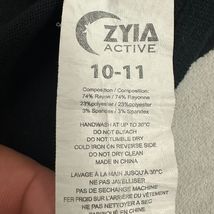 ZYIA
ACTIVE
10-11
Composition / Composition
74% Rayon / 74% Rayonne
23%polyester / 23%polyester
3% Spandex / 3% Spandex
HANDWASH AT UP TO 30°C
DO NOT BLEACH
DO NOT TUMBLE DRY
COLD IRON ON REVERSE SIDE
DO NOT DRY CLEAN
MADE IN CHINA
LAVAGE À LA MAIN JUSQU'À 30°C
NE PAS JAVELLISER
PAS DE SÉCHAGE MACHINE
FER FROID
NE PAS NETTOYER À SEC